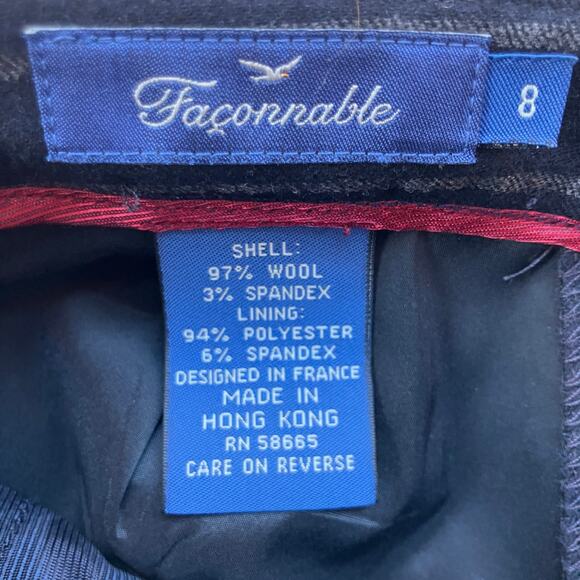 Façonnable
8
SHELL:
97% WOOL
3% SPANDEX
LINING:
94% POLYESTER
6% SPANDEX
DESIGNED IN FRANCE
MADE IN
HONG KONG
RN 58665
CARE ON REVERSE